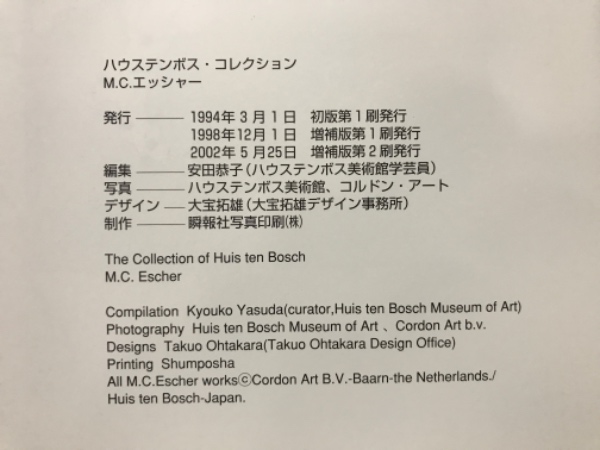 ハウステンボス・コレクション
M.C.エッシャー
発行 ――― 1994年3月1日 初版第1刷発行
1998年12月1日 増補版第1刷発行
2002年5月25日 増補版第2刷発行
編集 ――― 安田恭子(ハウステンボス美術館学芸員)
写真 ――― ハウステンボス美術館、コルドン・アート
デザイン ―― 大宝拓雄(大宝拓雄デザイン事務所)
制作 ――― 瞬報社写真印刷㈱
The Collection of Huis ten Bosch
M.C. Escher
Compilation Kyouko Yasuda(curator,Huis ten Bosch Museum of Art)
Photography Huis ten Bosch Museum of Art 、Cordon Art b.v.
Designs Takuo Ohtakara(Takuo Ohtakara Design Office)
Printing Shumposha
All M.C.Escher worksⓒCordon Art B.V.-Baarn-the Netherlands./
Huis ten Bosch-Japan.